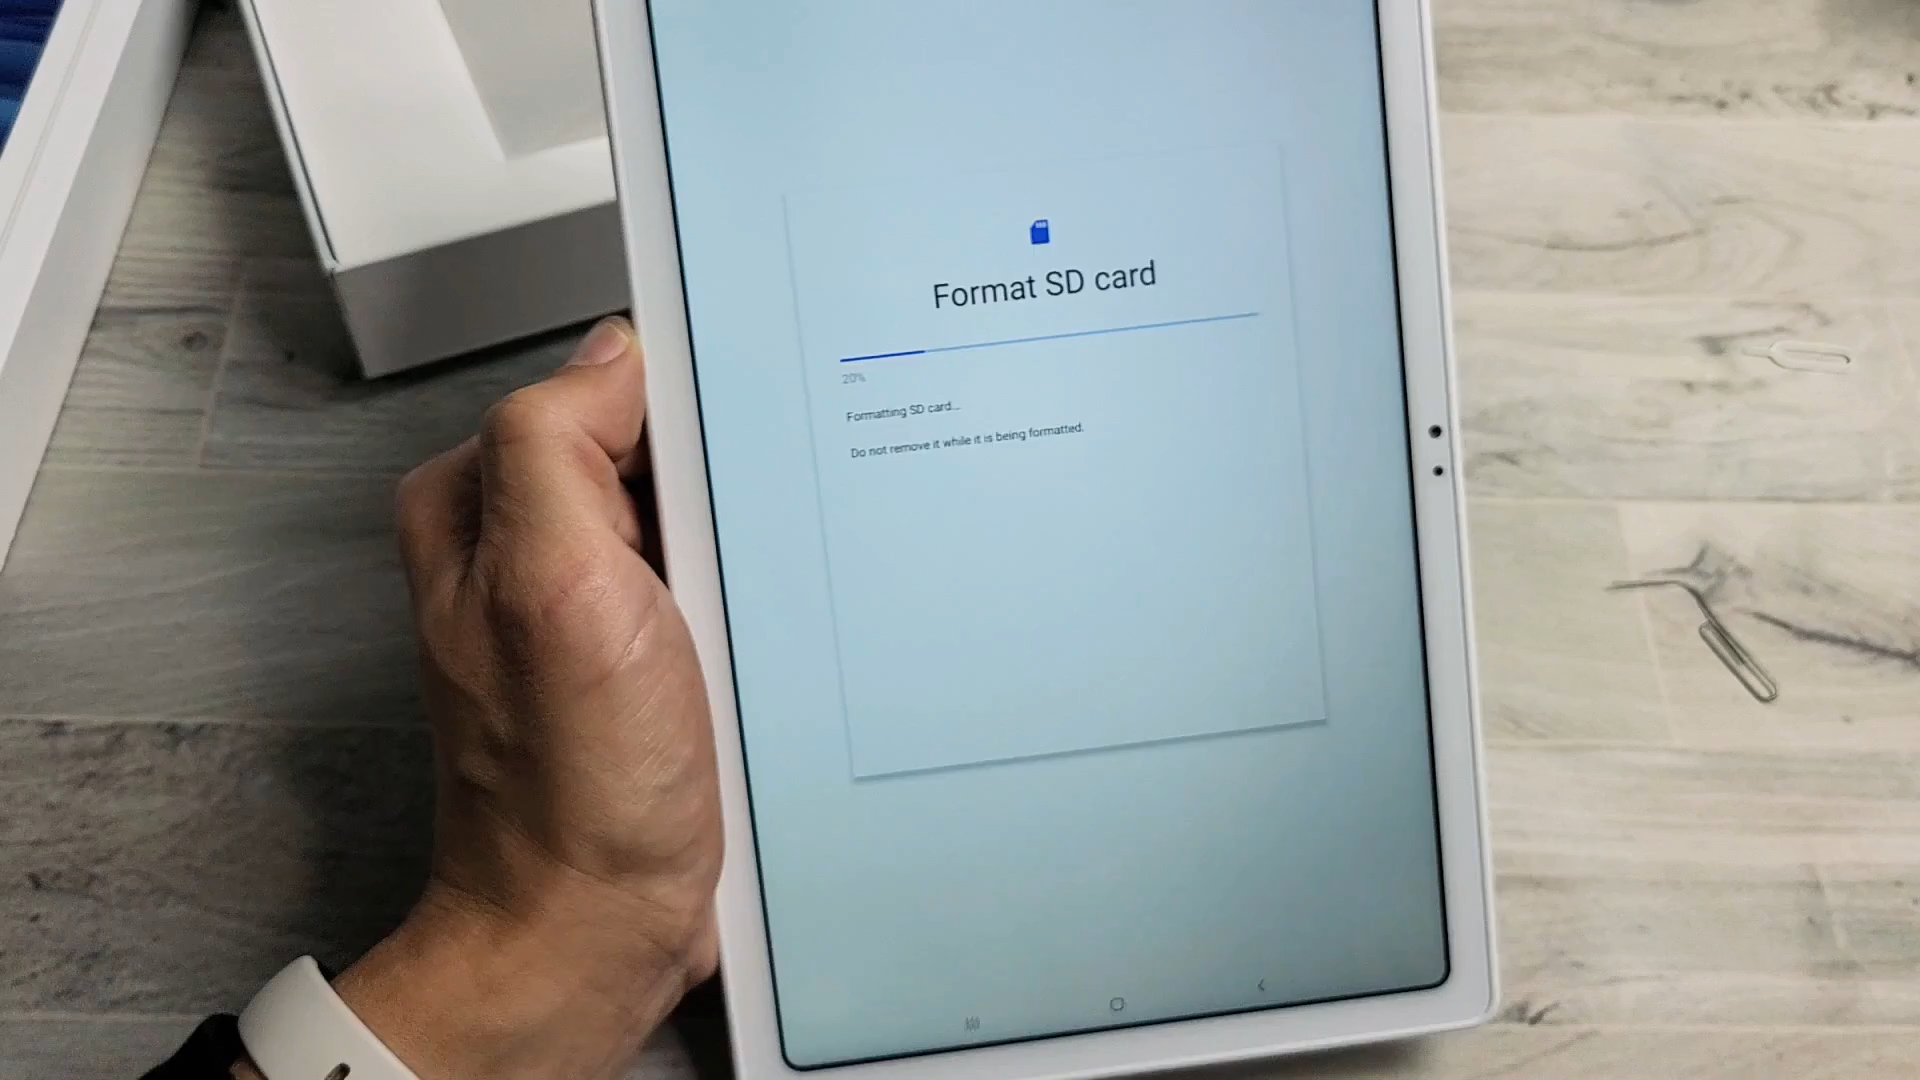 Format SD card
20%
Formatting SD card...
Do not remove it while it is being formatted.